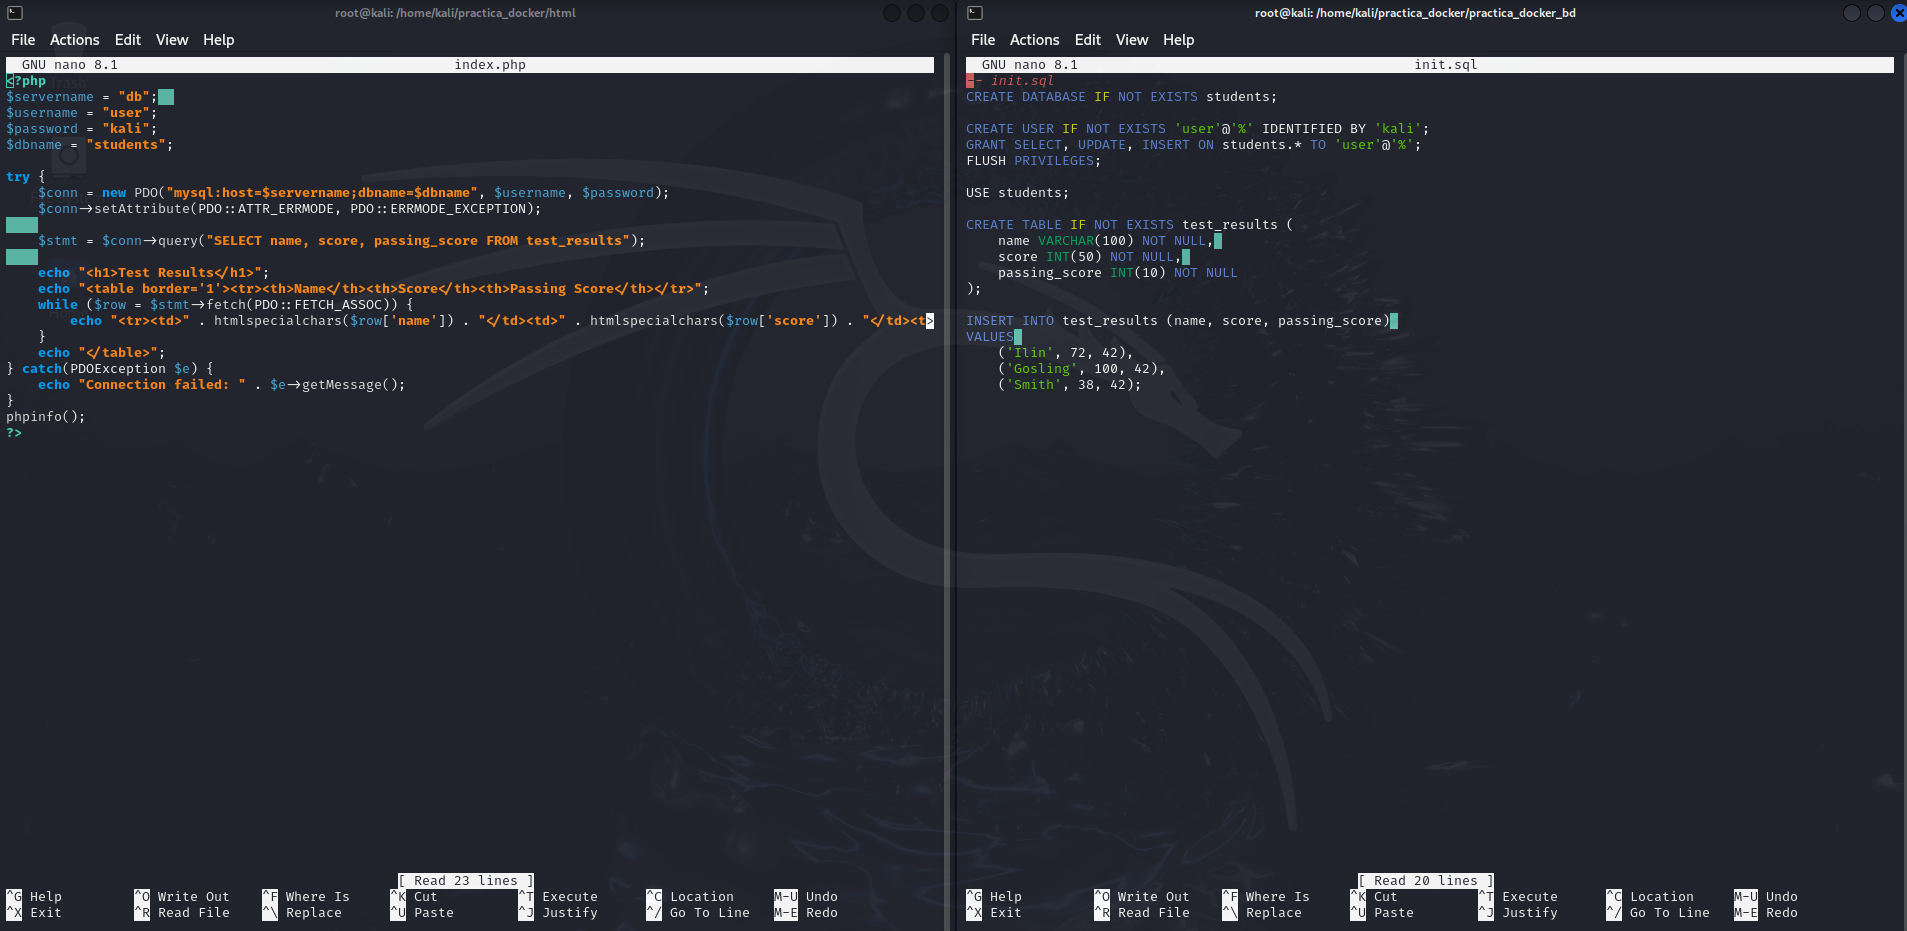 root@kali: /home/kali/practica_docker/html
File Actions Edit View Help
GNU nano 8.1 index.php
<?php
$servername = "db";
$username = "user";
$password = "kali";
$dbname = "students";
try {
$conn = new PDO("mysql:host=$servername;dbname=$dbname", $username, $password);
$conn->setAttribute(PDO::ATTR_ERRMODE, PDO::ERRMODE_EXCEPTION);
$stmt = $conn->query("SELECT name, score, passing_score FROM test_results");
echo "<h1>Test Results</h1>";
echo "<table border='1'><tr><th>Name</th><th>Score</th><th>Passing Score</th></tr>";
while ($row = $stmt->fetch(PDO::FETCH_ASSOC)) {
echo "<tr><td>" . htmlspecialchars($row['name']) . "</td><td>" . htmlspecialchars($row['score']) . "</td><t>
}
echo "</table>";
} catch(PDOException $e) {
echo "Connection failed: " . $e->getMessage();
}
phpinfo();
?>
[ Read 23 lines ]
^G Help ^O Write Out ^F Where Is ^K Cut ^T Execute ^C Location M-U Undo
^X Exit ^R Read File ^\ Replace ^U Paste ^J Justify ^/ Go To Line M-E Redo
root@kali: /home/kali/practica_docker/practica_docker_bd
File Actions Edit View Help
GNU nano 8.1 init.sql
-- init.sql
CREATE DATABASE IF NOT EXISTS students;
CREATE USER IF NOT EXISTS 'user'@'%' IDENTIFIED BY 'kali';
GRANT SELECT, UPDATE, INSERT ON students.* TO 'user'@'%';
FLUSH PRIVILEGES;
USE students;
CREATE TABLE IF NOT EXISTS test_results (
name VARCHAR(100) NOT NULL,
score INT(50) NOT NULL,
passing_score INT(10) NOT NULL
);
INSERT INTO test_results (name, score, passing_score)
VALUES
('Ilin', 72, 42),
('Gosling', 100, 42),
('Smith', 38, 42);
[ Read 20 lines ]
^G Help ^O Write Out ^F Where Is ^K Cut ^T Execute ^C Location M-U Undo
^X Exit ^R Read File ^\ Replace ^U Paste ^J Justify ^/ Go To Line M-E Redo